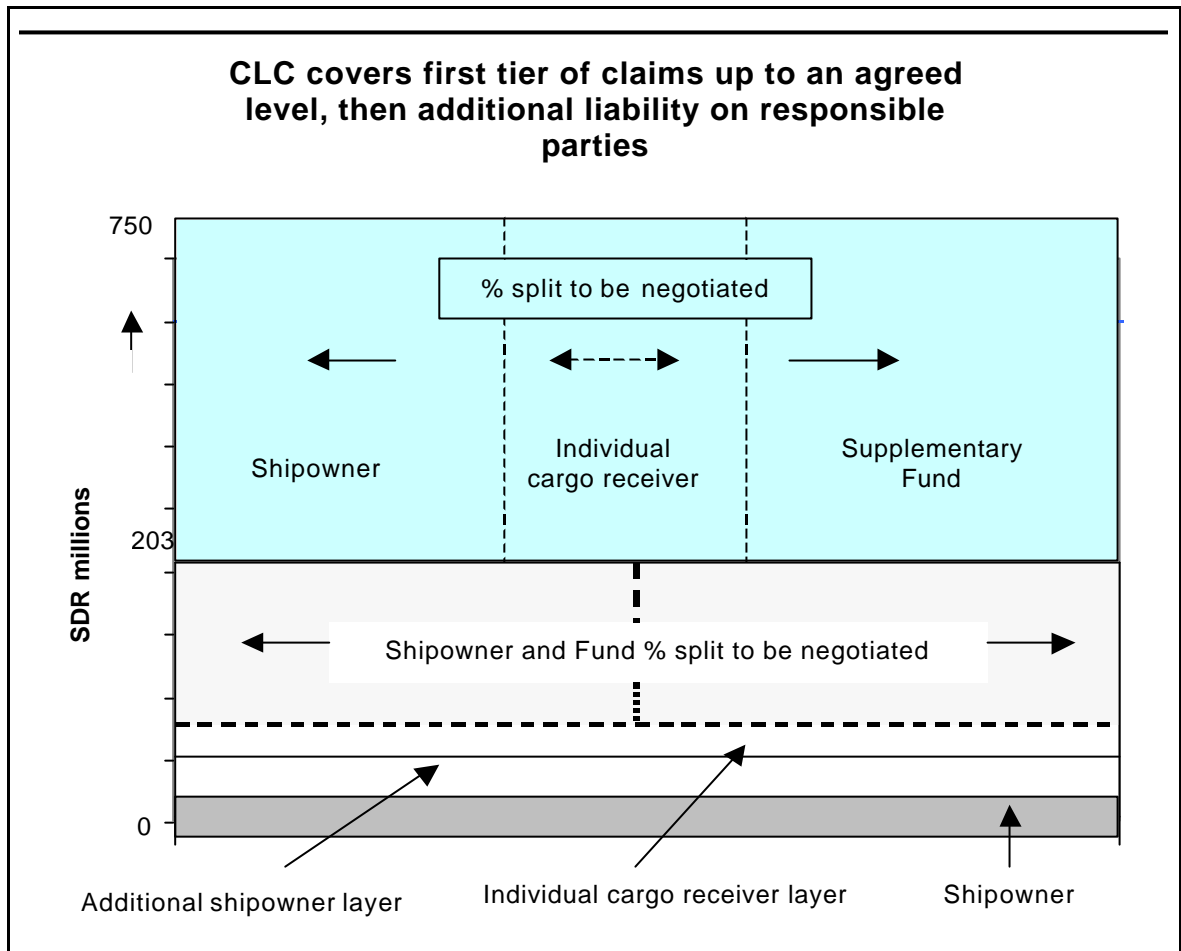 CLC covers first tier of claims up to an agreed
level, then additional liability on responsible
parties
750
% split to be negotiated
Shipowner
Individual
cargo receiver
Supplementary
Fund
203
SDR millions
Shipowner and Fund % split to be negotiated
0
Additional shipowner layer
Individual cargo receiver layer
Shipowner